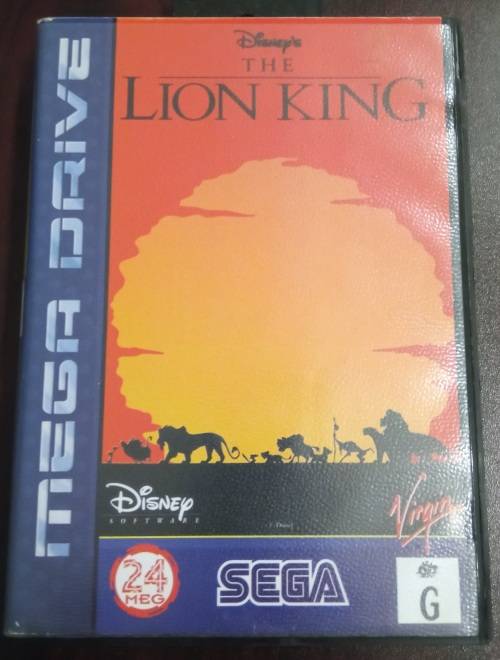 Disney's
THE
LION KING
MEGA DRIVE
Disney
SOFTWARE
Virgin
24
MEG
SEGA
G